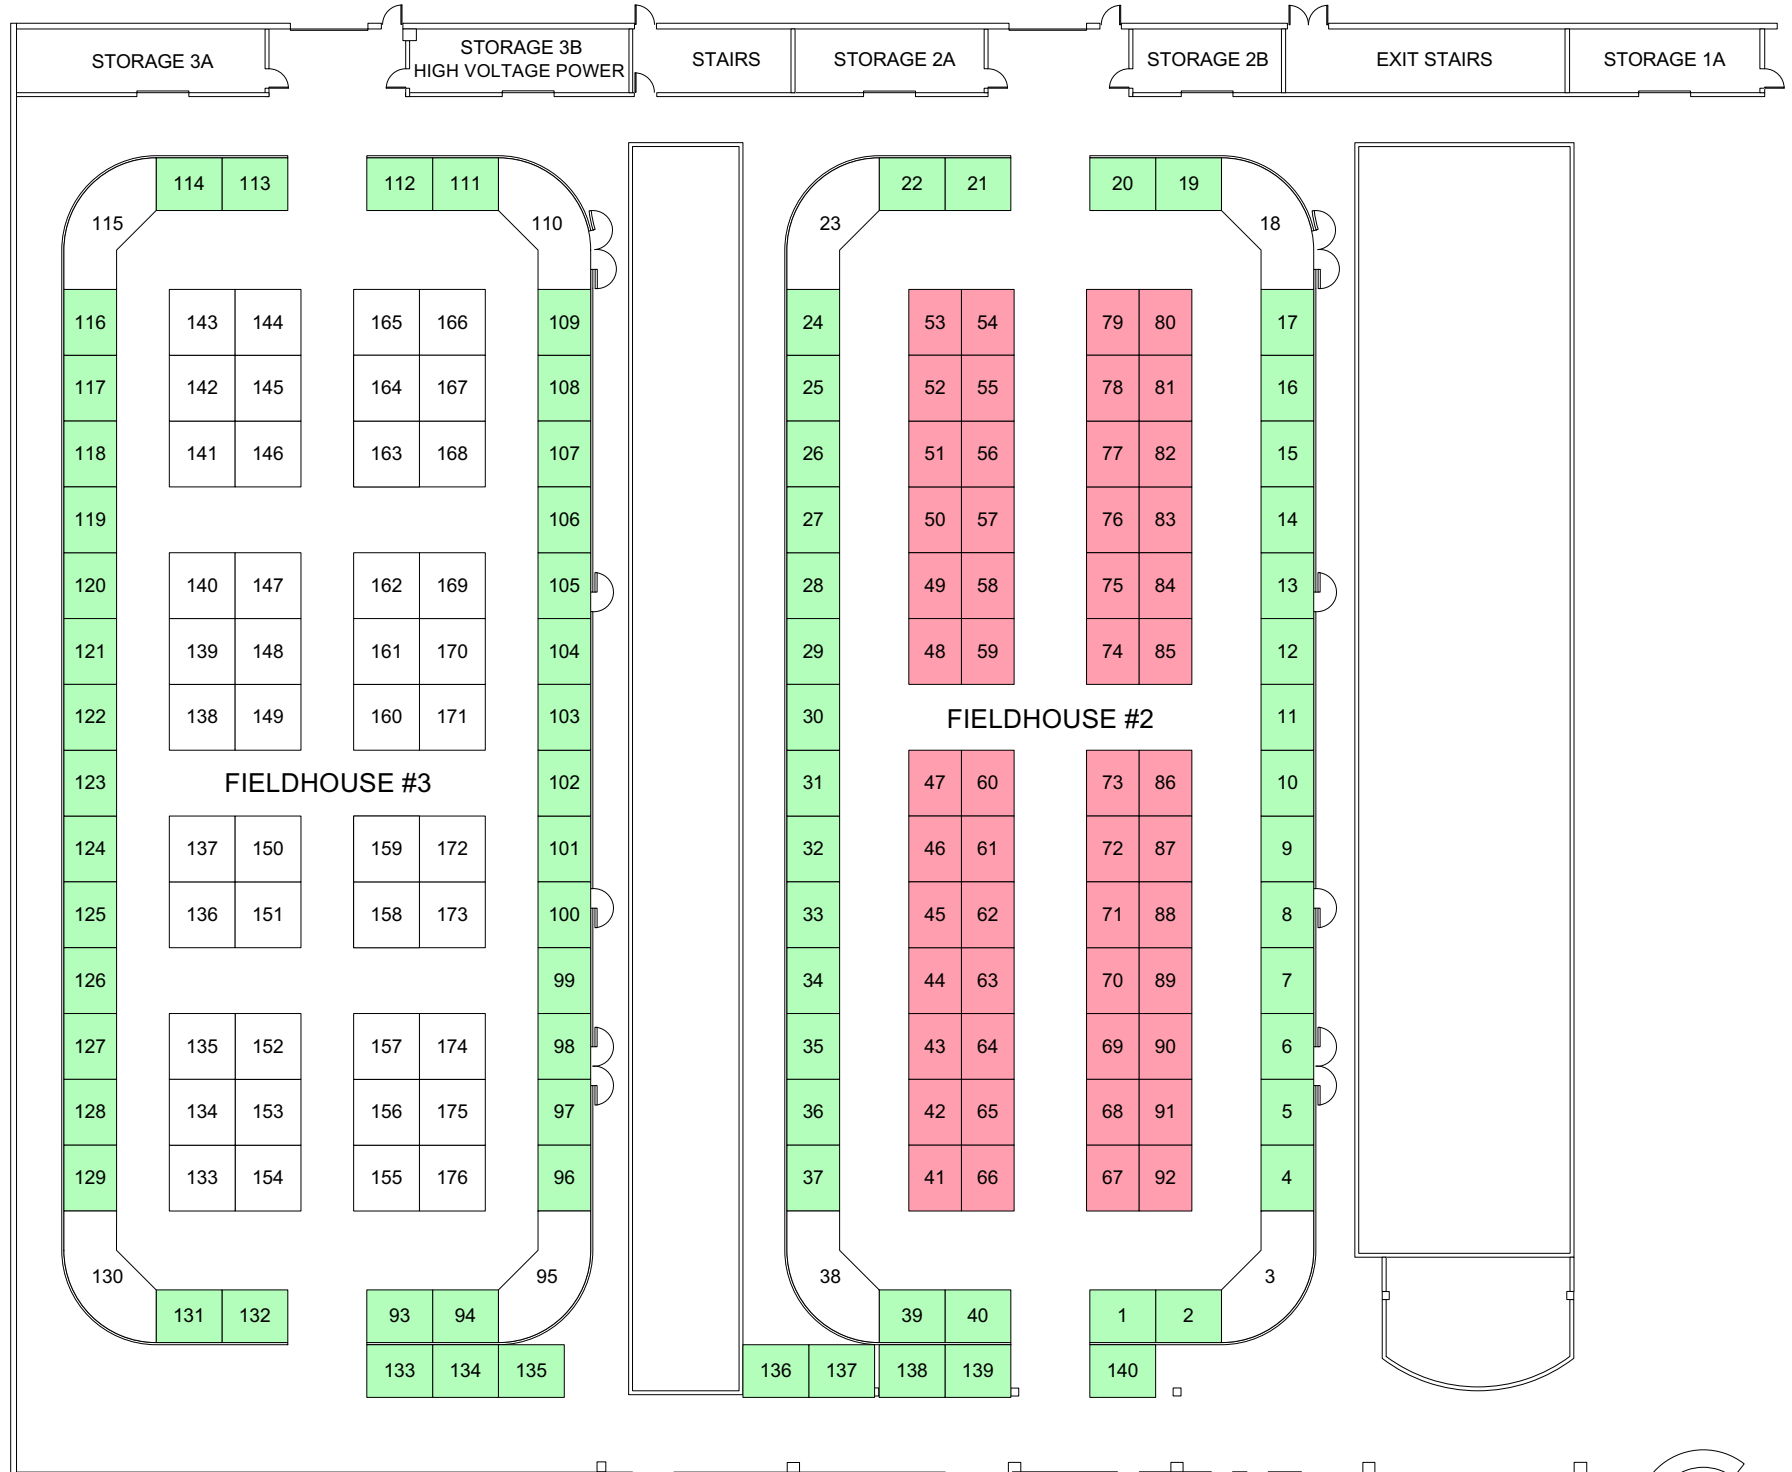 STORAGE 3A
STORAGE 3B
HIGH VOLTAGE POWER
STAIRS
STORAGE 2A
STORAGE 2B
EXIT STAIRS
STORAGE 1A
114 113 112 111 22 21 20 19
115 110 23 18
116 143 144 165 166 109 24 53 54 79 80 17
117 142 145 164 167 108 25 52 55 78 81 16
118 141 146 163 168 107 26 51 56 77 82 15
119 106 27 50 57 76 83 14
120 140 147 162 169 105 28 49 58 75 84 13
121 139 148 161 170 104 29 48 59 74 85 12
122 138 149 160 171 103 30 FIELDHOUSE #2 11
123 FIELDHOUSE #3 102 31 47 60 73 86 10
124 137 150 159 172 101 32 46 61 72 87 9
125 136 151 158 173 100 33 45 62 71 88 8
126 99 34 44 63 70 89 7
127 135 152 157 174 98 35 43 64 69 90 6
128 134 153 156 175 97 36 42 65 68 91 5
129 133 154 155 176 96 37 41 66 67 92 4
130 95 38 3
131 132 93 94 39 40 1 2
133 134 135 136 137 138 139 140